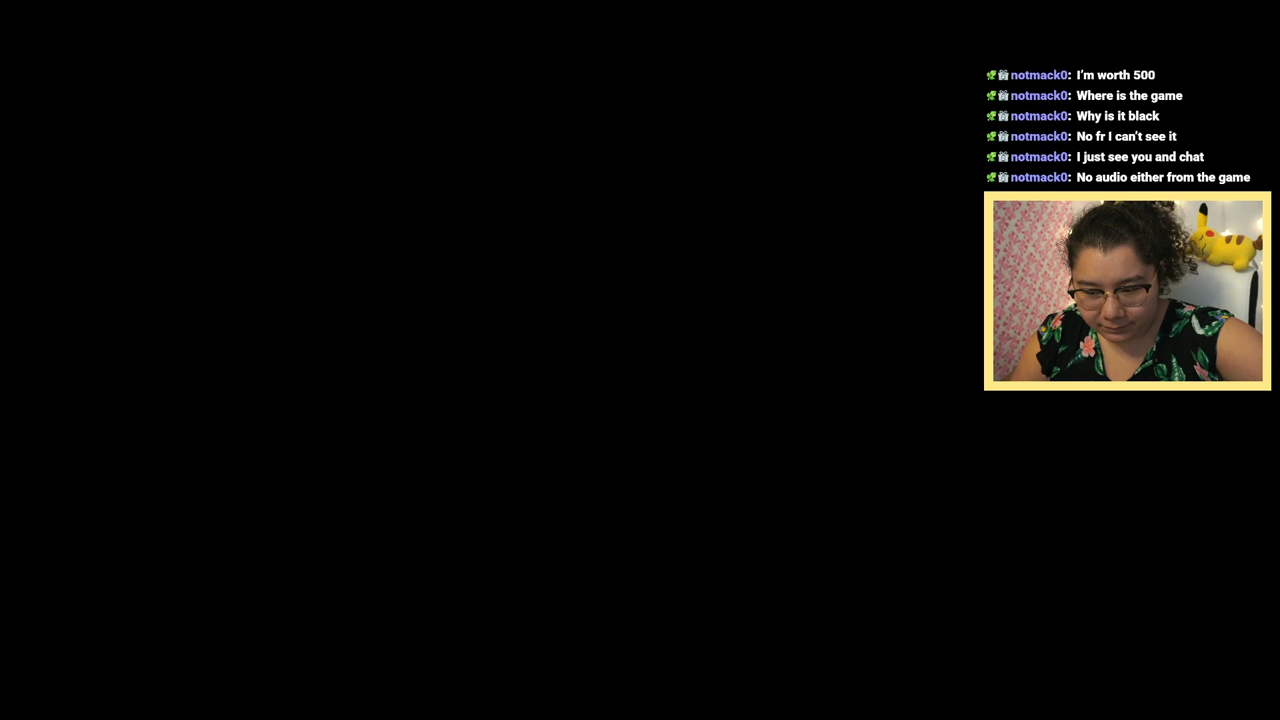 notmack0: I'm worth 500
notmack0: Where is the game
notmack0: Why is it black
notmack0: No fr I can't see it
notmack0: I just see you and chat
notmack0: No audio either from the game